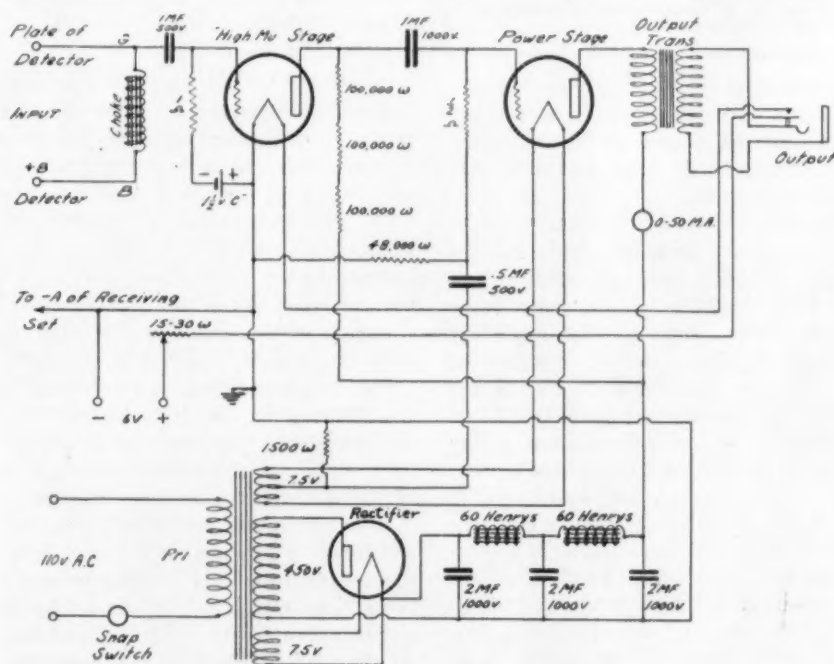 Plate of
Detector
G
1MF
500V
High Mu Stage
1MF
1000V
Power Stage
Output
Trans
INPUT
Choke
100,000 ω
100,000 ω
100,000 ω
+B
Detector
B
- +
1½ V C
48,000 ω
Output
0-50 M.A.
.5 MF
500V
To -A of Receiving
Set
15-30 ω
- 6V +
1500 ω
7.5V
Rectifier
60 Henrys
60 Henrys
110V A.C
Pri
450V
2MF
1000V
2MF
1000V
2MF
1000V
Snap
Switch
7.5V